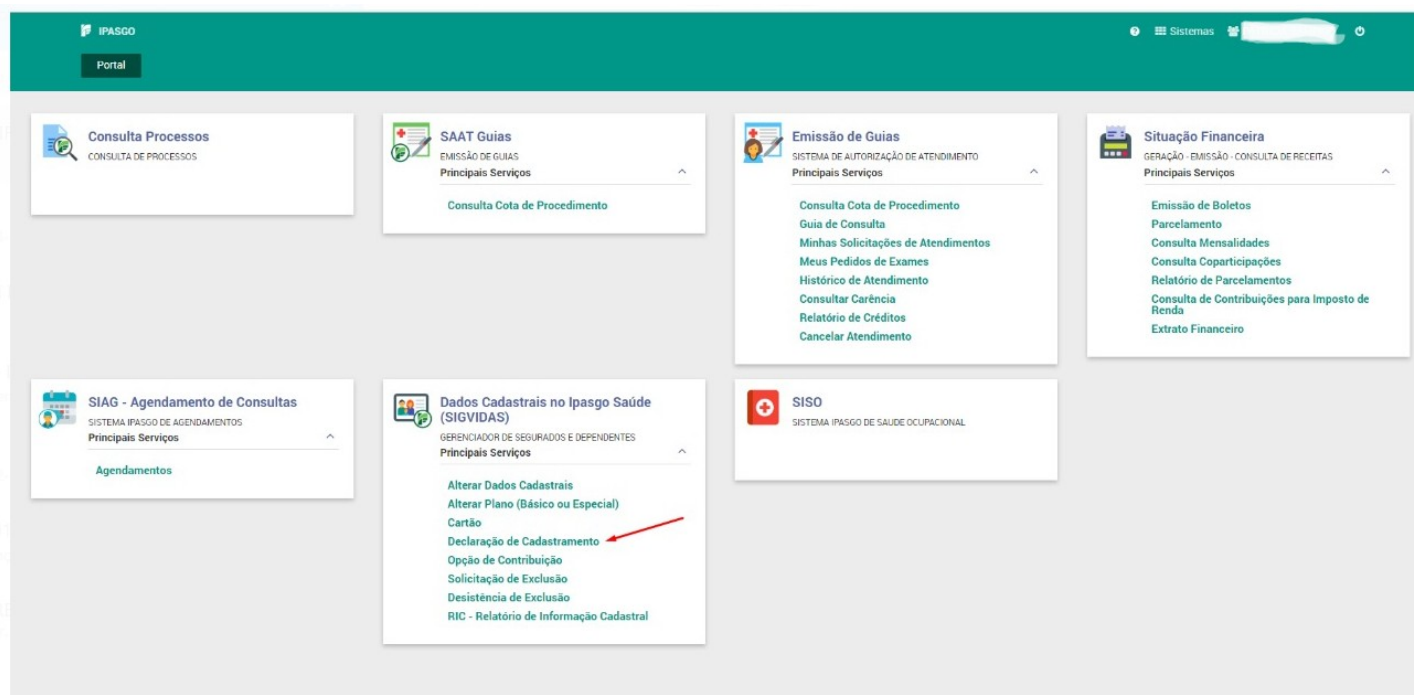 IPASGO
Sistemas
Portal
Consulta Processos
CONSULTA DE PROCESSOS
SAAT Guias
EMISSÃO DE GUIAS
Principais Serviços
Consulta Cota de Procedimento
Emissão de Guias
SISTEMA DE AUTORIZAÇÃO DE ATENDIMENTO
Principais Serviços
Consulta Cota de Procedimento
Guia de Consulta
Minhas Solicitações de Atendimentos
Meus Pedidos de Exames
Histórico de Atendimento
Consultar Carência
Relatório de Créditos
Cancelar Atendimento
Situação Financeira
GERAÇÃO - EMISSÃO - CONSULTA DE RECEITAS
Principais Serviços
Emissão de Boletos
Parcelamento
Consulta Mensalidades
Consulta Coparticipações
Relatório de Parcelamentos
Consulta de Contribuições para Imposto de
Renda
Extrato Financeiro
SIAG - Agendamento de Consultas
SISTEMA IPASGO DE AGENDAMENTOS
Principais Serviços
Agendamentos
Dados Cadastrais no Ipasgo Saúde
(SIGVIDAS)
GERENCIADOR DE SEGURADOS E DEPENDENTES
Principais Serviços
Alterar Dados Cadastrais
Alterar Plano (Básico ou Especial)
Cartão
Declaração de Cadastramento
Opção de Contribuição
Solicitação de Exclusão
Desistência de Exclusão
RIC - Relatório de Informação Cadastral
SISO
SISTEMA IPASGO DE SAUDE OCUPACIONAL